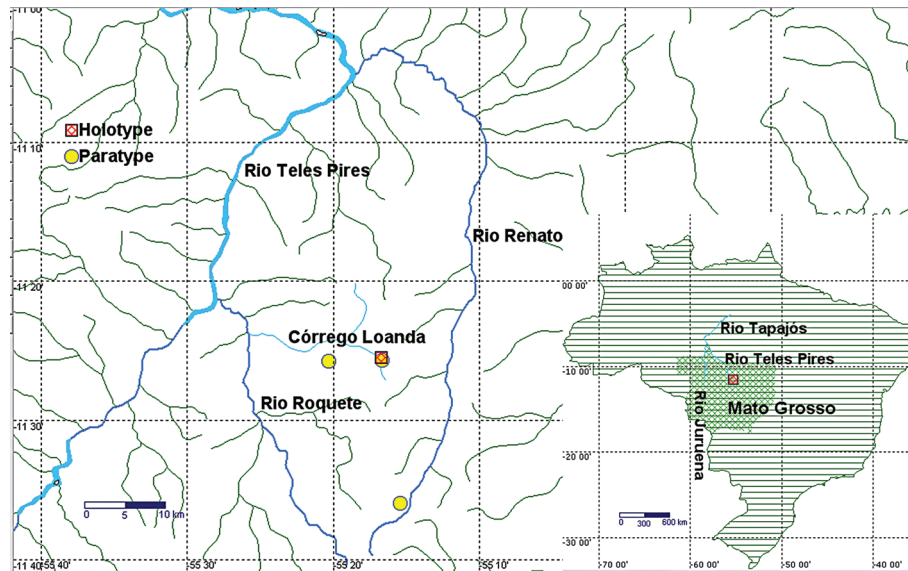 -11 00
Holotype
Paratype
-11 10
Rio Teles Pires
Rio Renato
-11 20
Córrego Loanda
Rio Roquete
-11 30
0 5 10 km
-11 40
-55 40
-55 20
-55 10
00 00'
Rio Tapajós
Rio Teles Pires
-10 00'
Mato Grosso
Rio Juruena
-20 00'
0 300 600 km
-30 00'
-70 00'
-60 00'
-50 00'
-40 00'